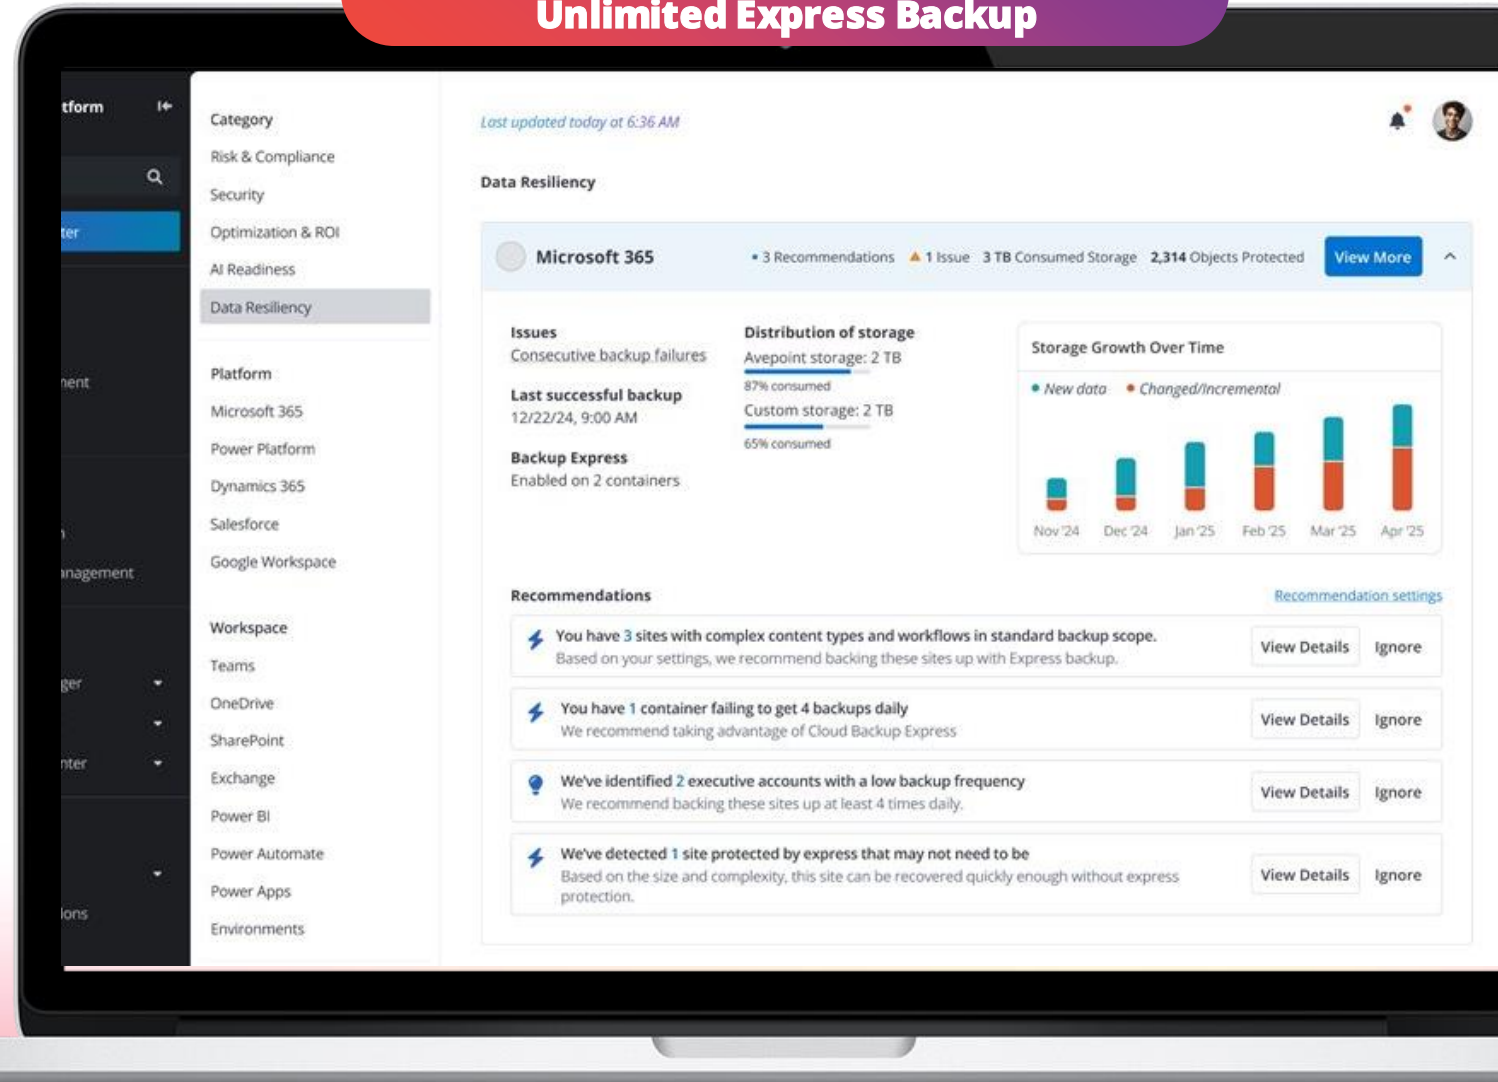 Unlimited Express Backup
tform
ter
nent
anagement
ger
nter
ions
Category
Risk & Compliance
Security
Optimization & ROI
AI Readiness
Data Resiliency
Platform
Microsoft 365
Power Platform
Dynamics 365
Salesforce
Google Workspace
Workspace
Teams
OneDrive
SharePoint
Exchange
Power BI
Power Automate
Power Apps
Environments
Last updated today at 6:36 AM
Data Resiliency
Microsoft 365
3 Recommendations 1 Issue 3 TB Consumed Storage 2,314 Objects Protected View More
Issues
Consecutive backup failures
Last successful backup
12/22/24, 9:00 AM
Backup Express
Enabled on 2 containers
Distribution of storage
Avepoint storage: 2 TB
87% consumed
Custom storage: 2 TB
65% consumed
Storage Growth Over Time
New data Changed/Incremental
Nov '24 Dec '24 Jan '25 Feb '25 Mar '25 Apr '25
Recommendations
Recommendation settings
You have 3 sites with complex content types and workflows in standard backup scope.
Based on your settings, we recommend backing these sites up with Express backup.
View Details Ignore
You have 1 container failing to get 4 backups daily
We recommend taking advantage of Cloud Backup Express
View Details Ignore
We've identified 2 executive accounts with a low backup frequency
We recommend backing these sites up at least 4 times daily.
View Details Ignore
We've detected 1 site protected by express that may not need to be
Based on the size and complexity, this site can be recovered quickly enough without express
protection.
View Details Ignore